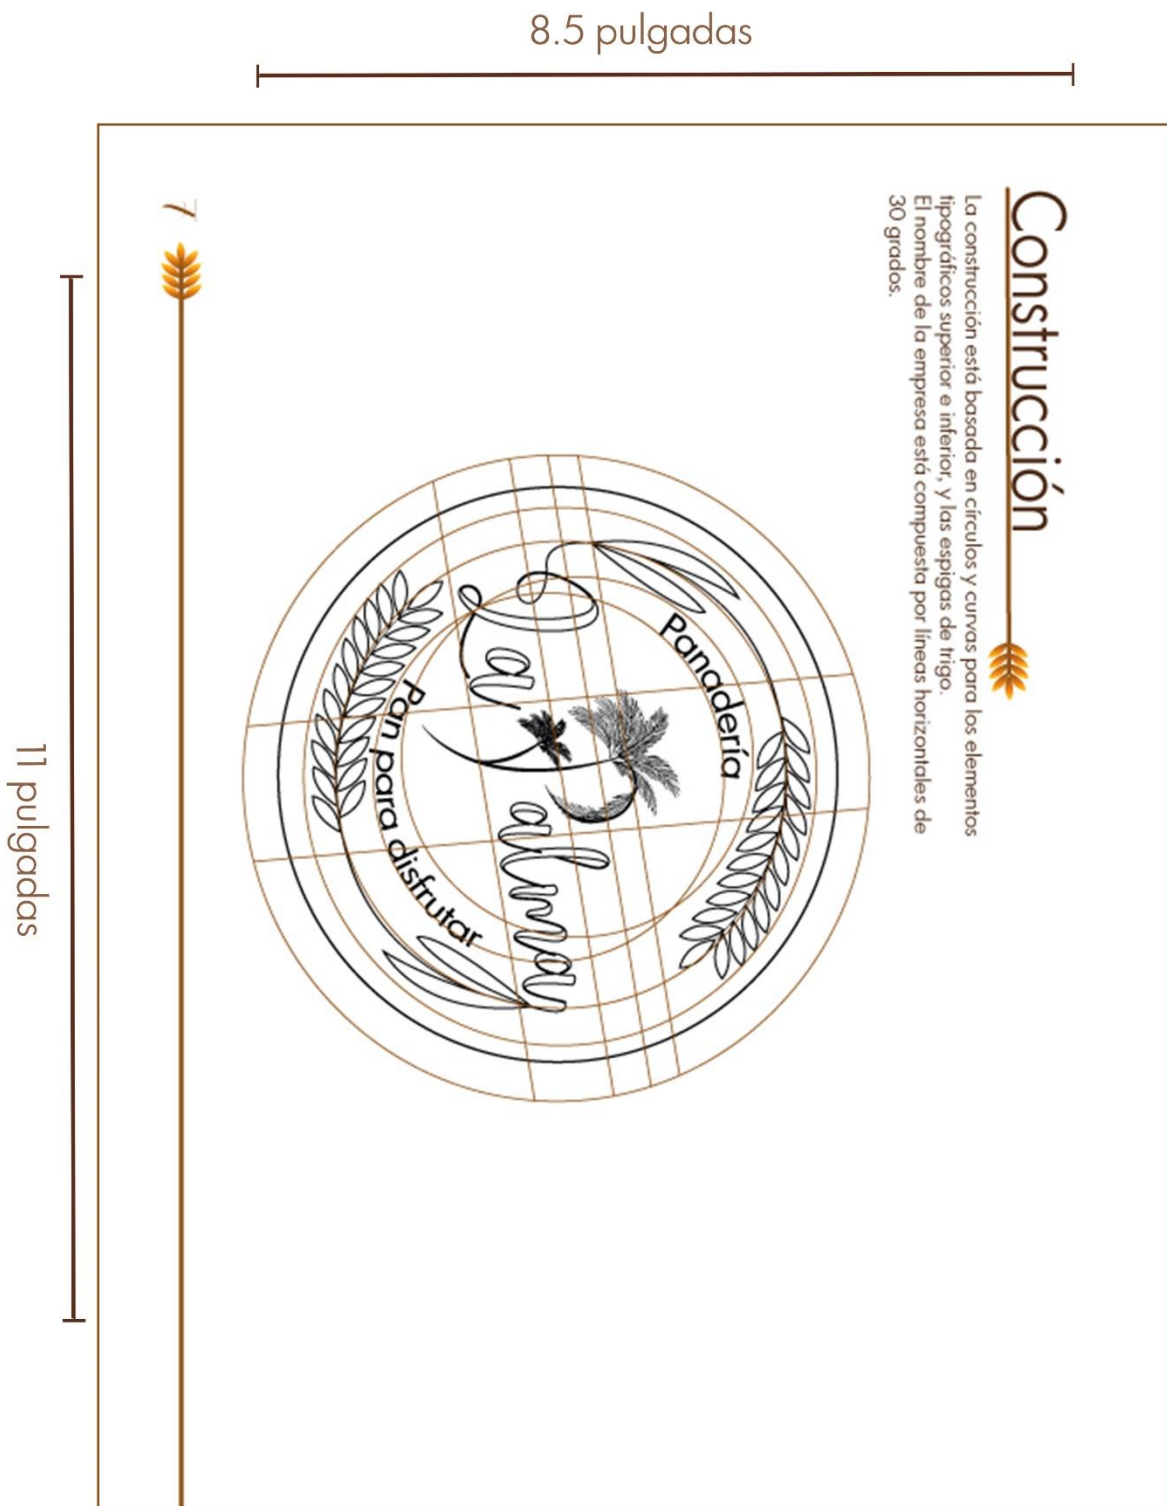 8.5 pulgadas
11 pulgadas
Construcción
La construcción está basada en círculos y curvas para los elementos
tipográficos superior e inferior, y las espigas de trigo.
El nombre de la empresa está compuesta por líneas horizontales de
30 grados.
Panadería
La Palma
Pan para disfrutar
7